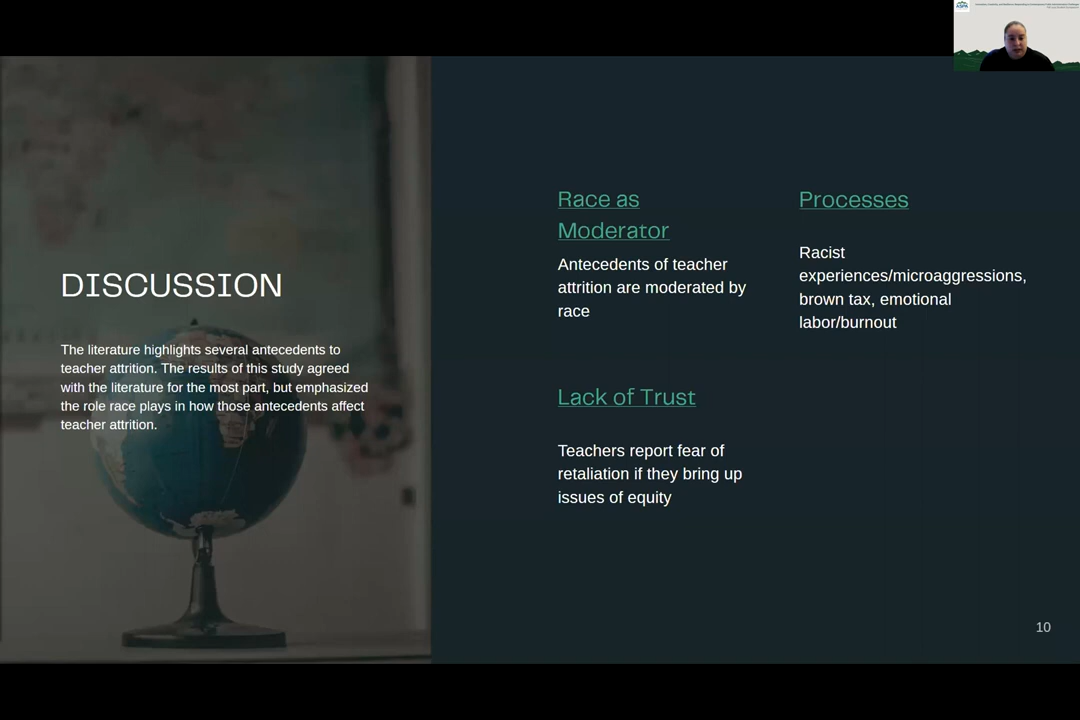 ASPA
DISCUSSION
The literature highlights several antecedents to
teacher attrition. The results of this study agreed
with the literature for the most part, but emphasized
the role race plays in how those antecedents affect
teacher attrition.
Race as
Moderator
Antecedents of teacher
attrition are moderated by
race
Processes
Racist
experiences/microaggressions,
brown tax, emotional
labor/burnout
Lack of Trust
Teachers report fear of
retaliation if they bring up
issues of equity
10